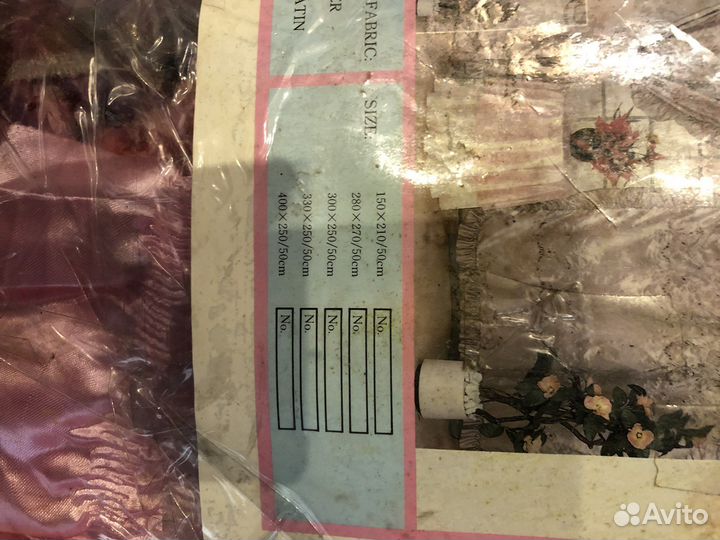 FABRIC:
ER
ATIN
SIZE:
150×210/50cm No.
280×270/50cm No.
300×250/50cm No.
330×250/50cm No.
400×250/50cm No.
Avito